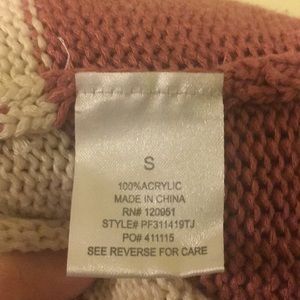 S
100%ACRYLIC
MADE IN CHINA
RN# 120951
STYLE# PF311419TJ
PO# 411115
SEE REVERSE FOR CARE